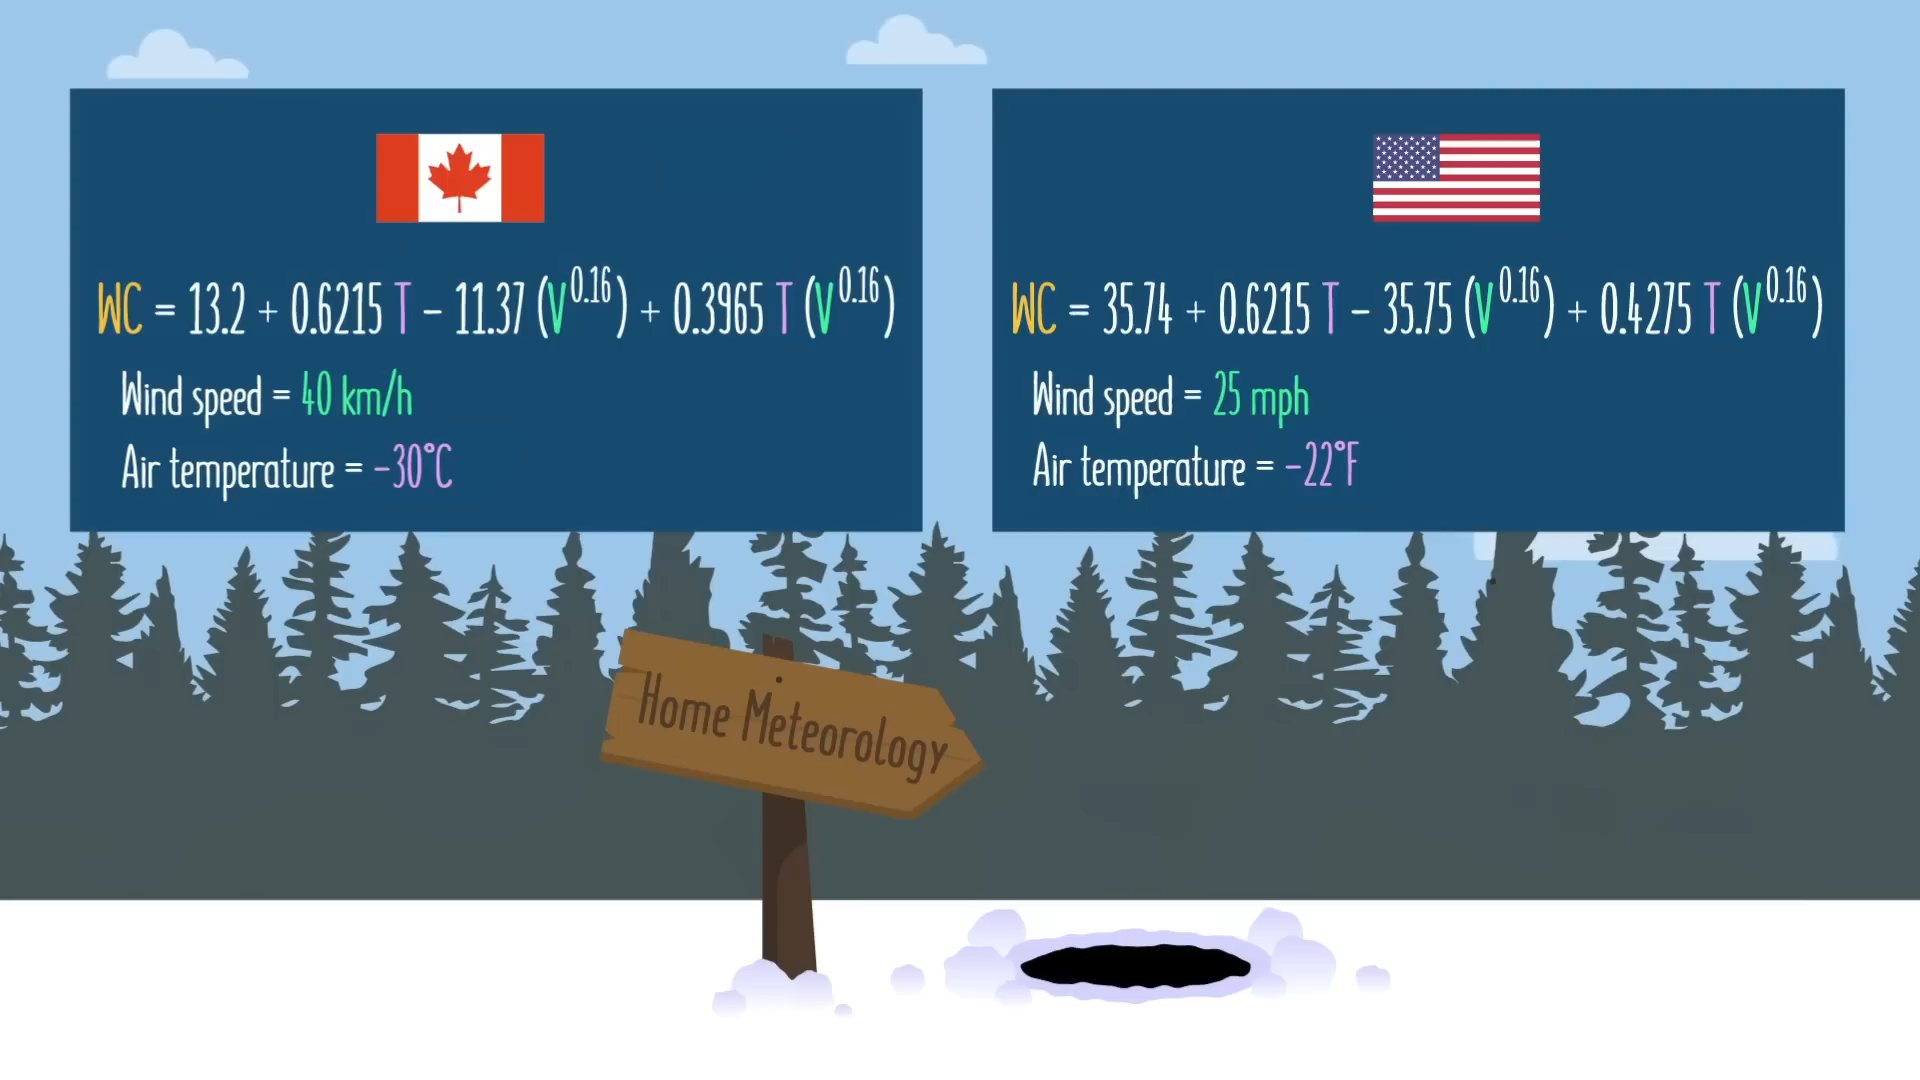 WC = 13.2 + 0.6215 T – 11.37 (V^0.16) + 0.3965 T (V^0.16)
Wind speed = 40 km/h
Air temperature = –30°C
WC = 35.74 + 0.6215 T – 35.75 (V^0.16) + 0.4275 T (V^0.16)
Wind speed = 25 mph
Air temperature = –22°F
Home Meteorology